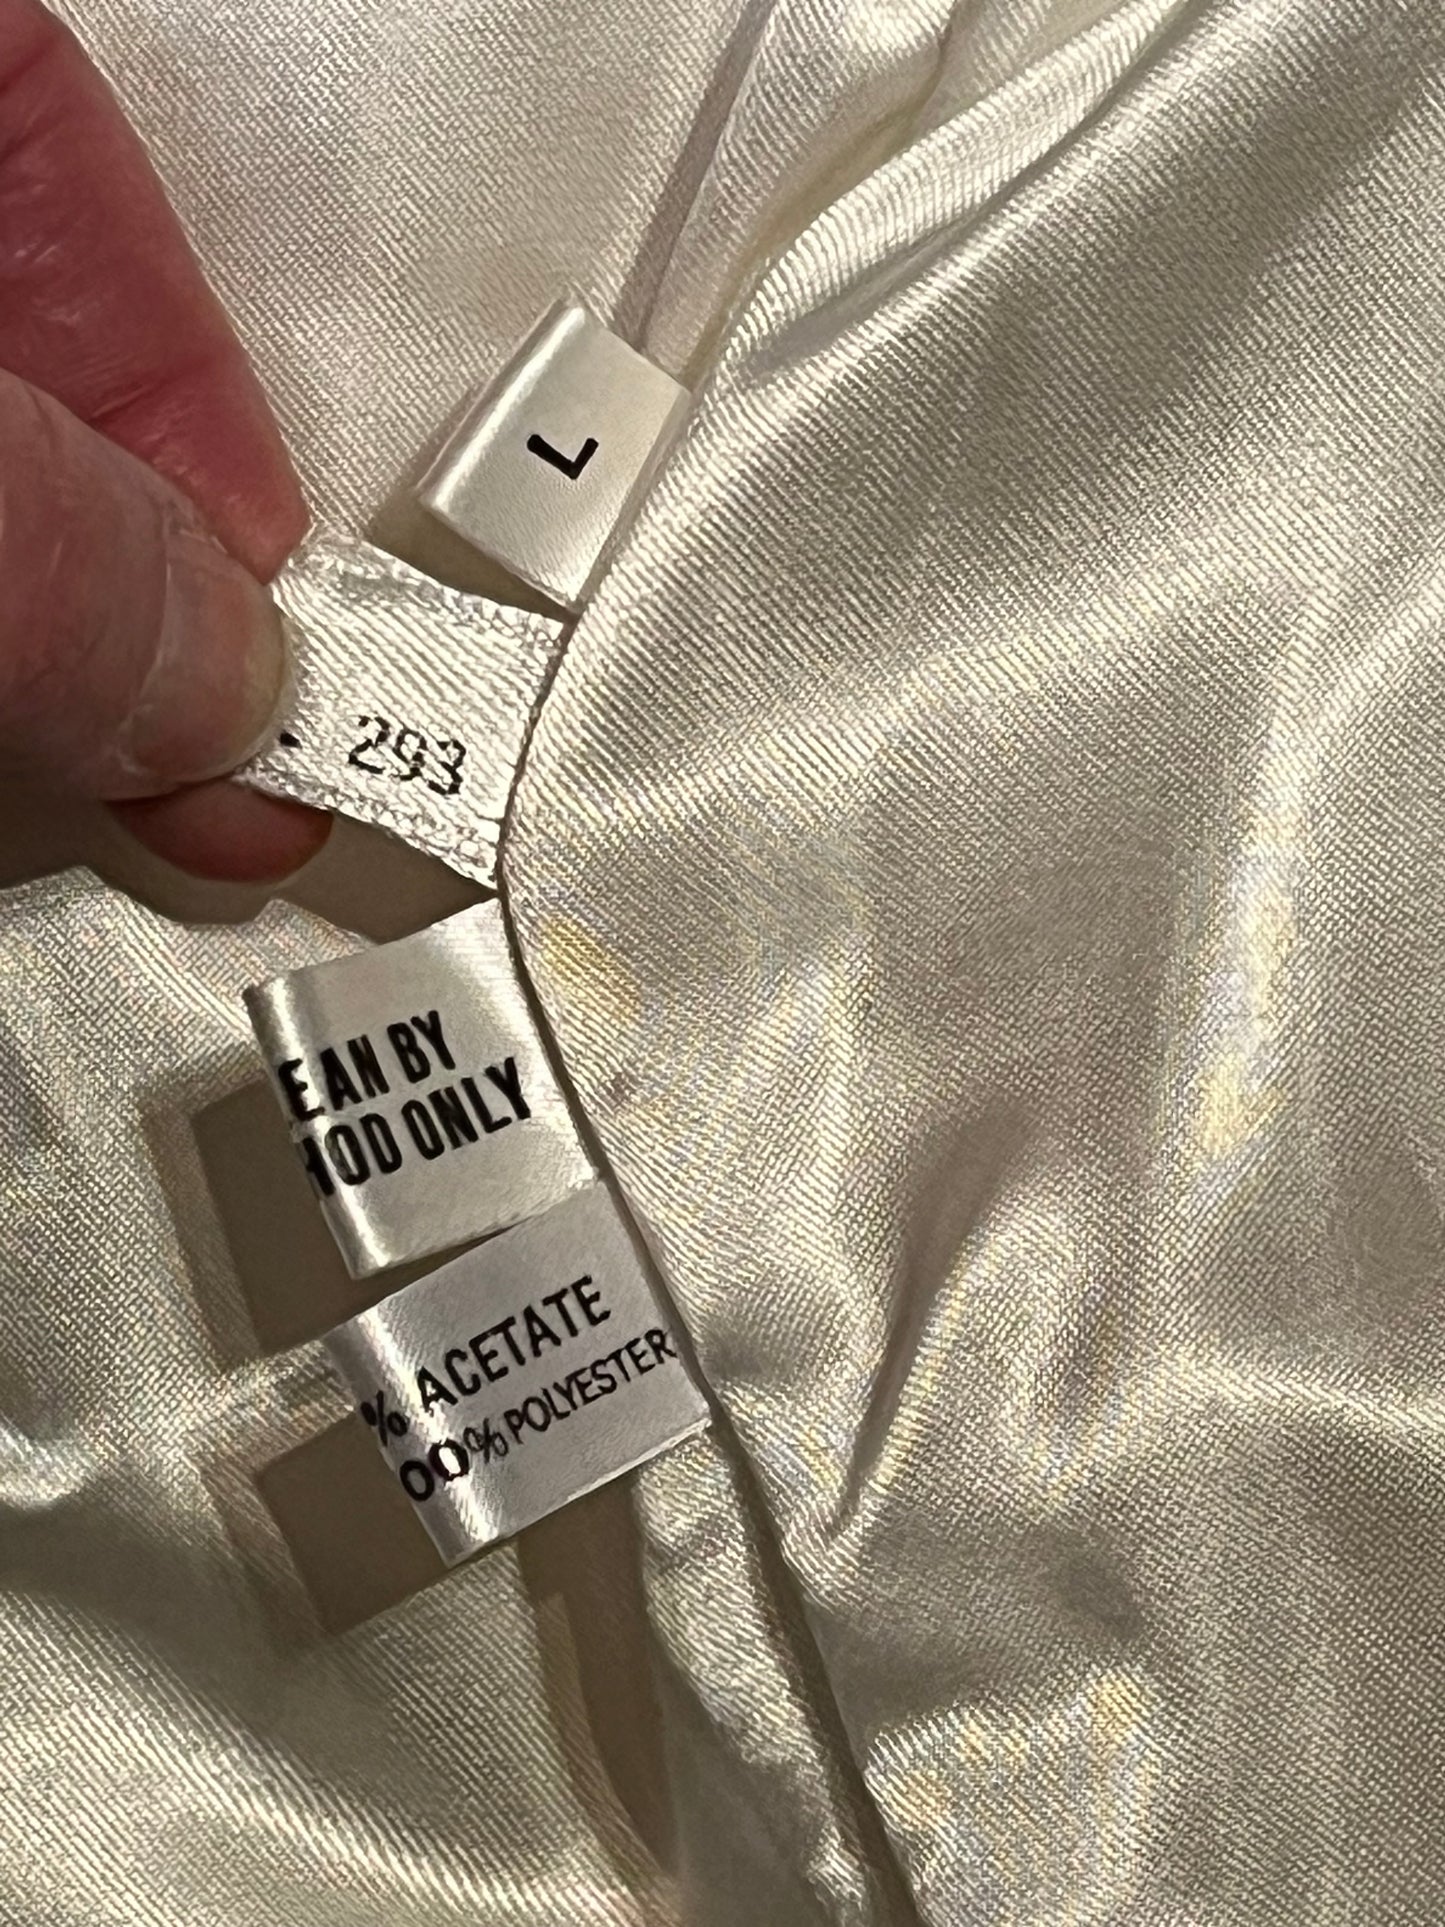 L
293
EAN BY
HOD ONLY
% ACETATE
00% POLYESTER